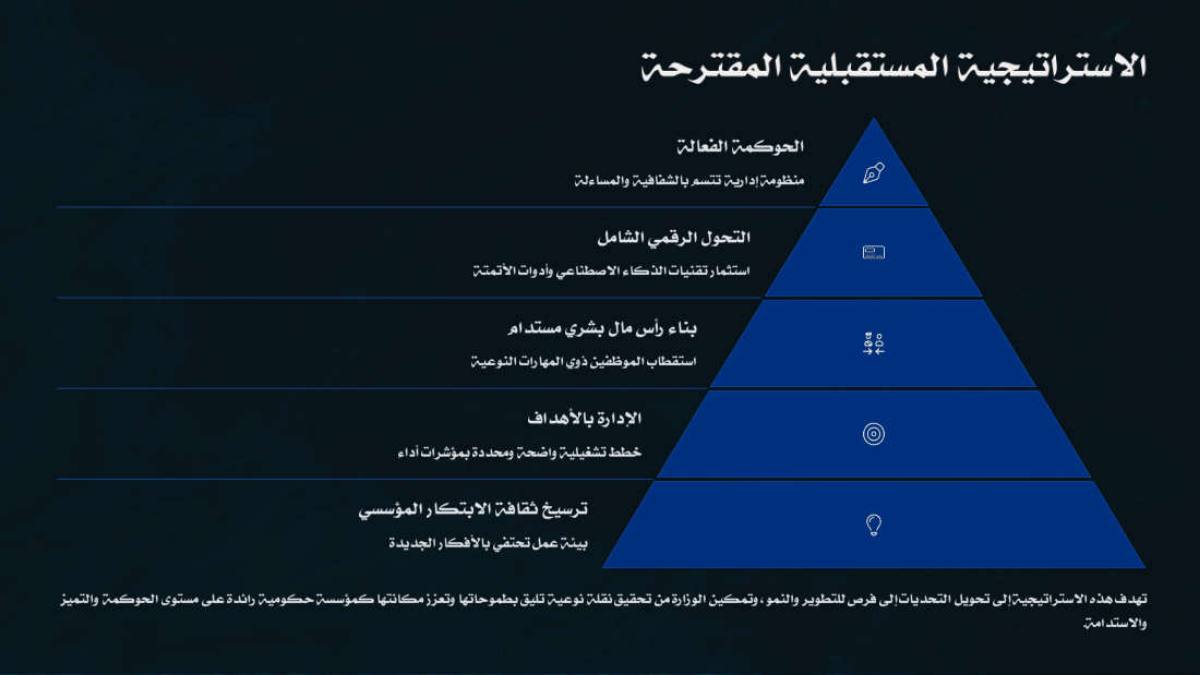 الاستراتيجية المستقبلية المقترحة
الحوكمة الفعالة
منظومة إدارية تتسم بالشفافية والمساءلة
التحول الرقمي الشامل
استثمار تقنيات الذكاء الاصطناعي وأدوات الأتمتة
بناء رأس مال بشري مستدام
استقطاب الموظفين ذوي المهارات النوعية
الإدارة بالأهداف
خطط تشغيلية واضحة ومحددة بمؤشرات أداء
ترسيخ ثقافة الابتكار المؤسسي
بيئة عمل تحتفي بالأفكار الجديدة
تهدف هذه الاستراتيجية إلى تحويل التحديات إلى فرص للتطوير والنمو، وتمكين الوزارة من تحقيق نقلة نوعية تليق بطموحاتها وتعزز مكانتها كمؤسسة حكومية رائدة على مستوى الحوكمة والتميز
والاستدامة.